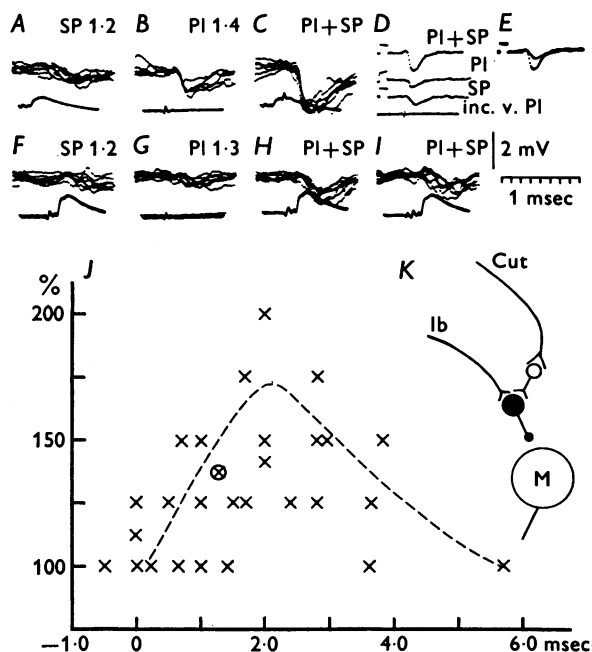 A SP 1·2 B PI 1·4 C PI+SP D PI+SP E
PI
SP
inc. v. PI
F SP 1·2 G PI 1·3 H PI+SP I PI+SP 2 mV
1 msec
J K
Cut
Ib
M
%
200
150
100
—1·0 0 2·0 4·0 6·0 msec